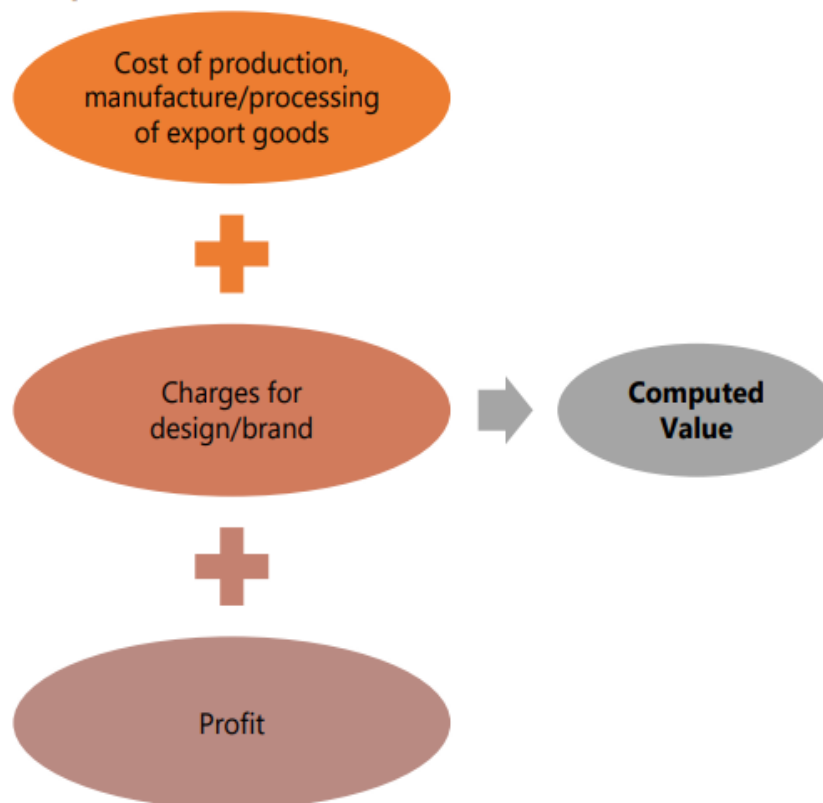 Cost of production,
manufacture/processing
of export goods
Charges for
design/brand
Computed
Value
Profit